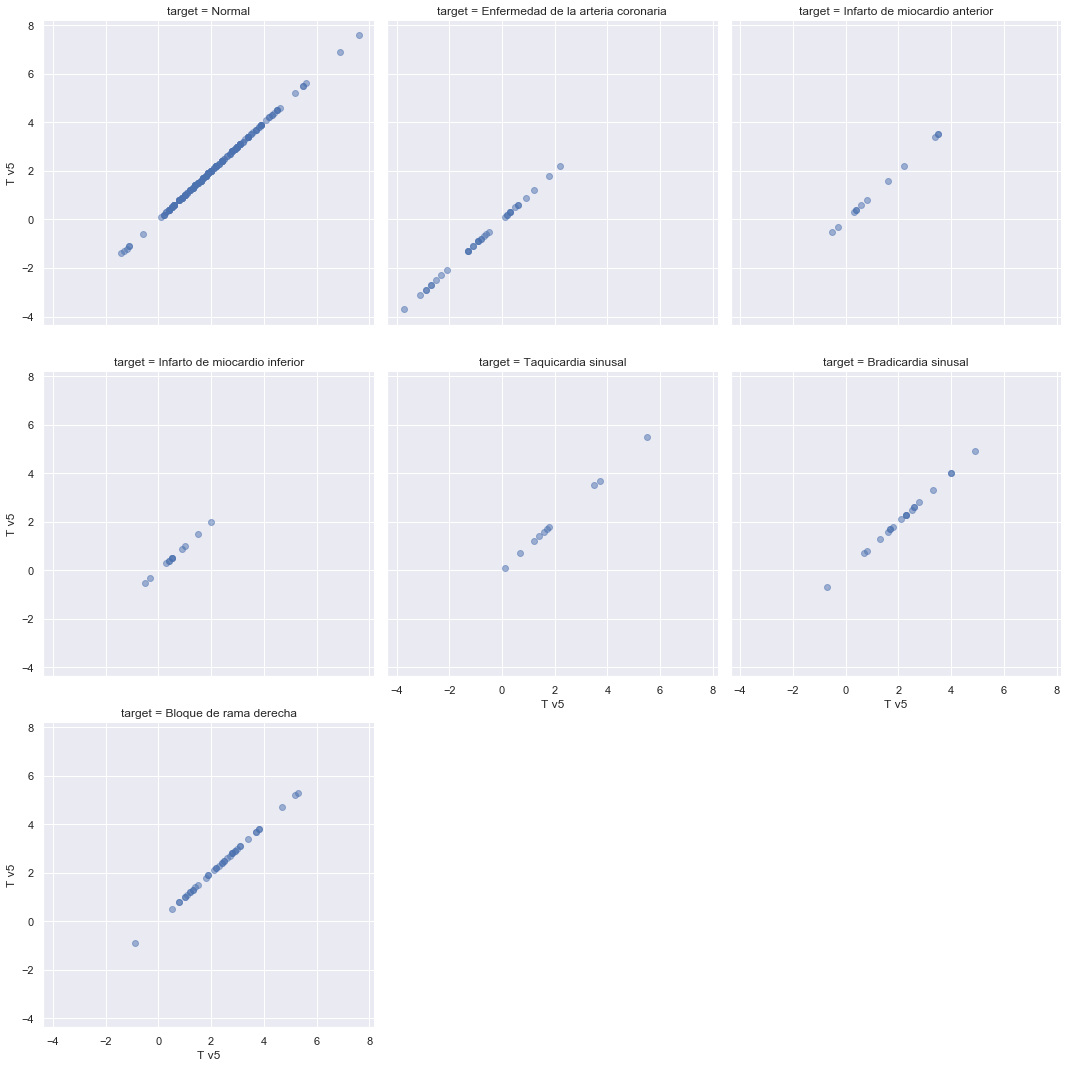 target = Normal
target = Enfermedad de la arteria coronaria
target = Infarto de miocardio anterior
8
6
4
2
0
−2
−4
T v5
target = Infarto de miocardio inferior
target = Taquicardia sinusal
target = Bradicardia sinusal
8
6
4
2
0
−2
−4
T v5
−4 −2 0 2 4 6 8
T v5
−4 −2 0 2 4 6 8
T v5
target = Bloque de rama derecha
8
6
4
2
0
−2
−4
T v5
−4 −2 0 2 4 6 8
T v5